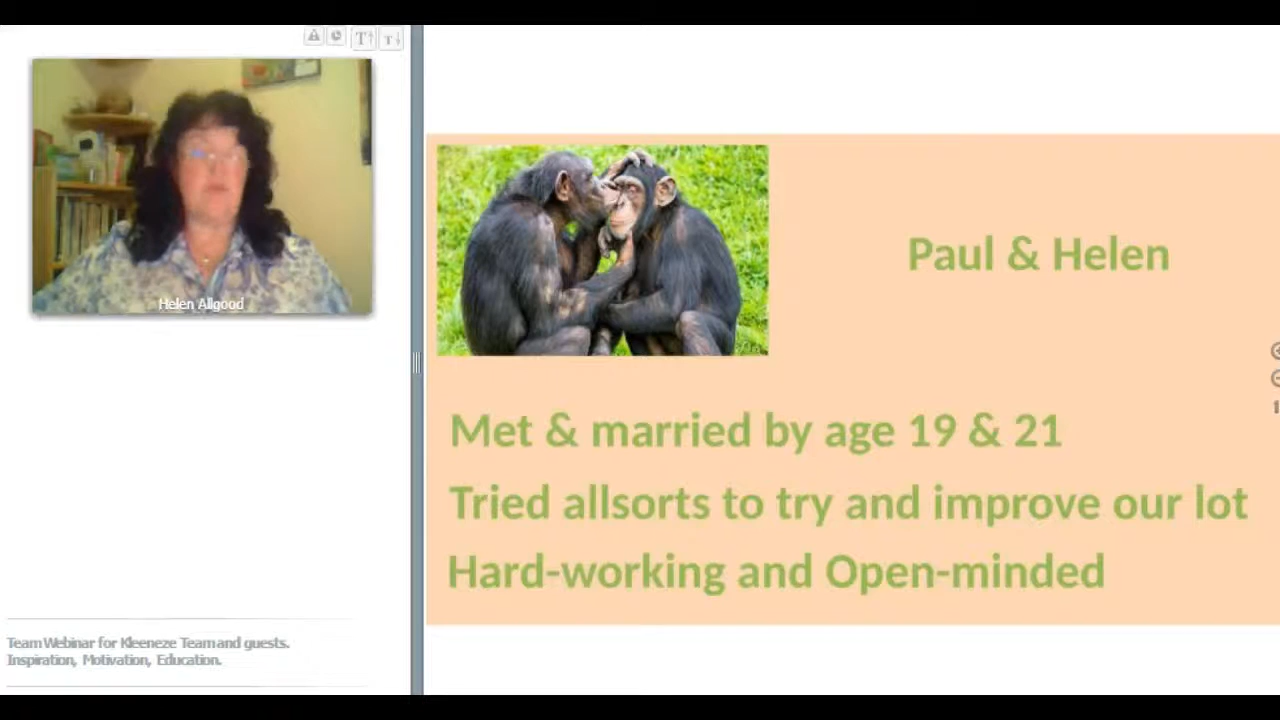 Helen Allgood
Paul & Helen
Met & married by age 19 & 21
Tried allsorts to try and improve our lot
Hard-working and Open-minded
Team Webinar for Kleeneze Team and guests.
Inspiration, Motivation, Education.